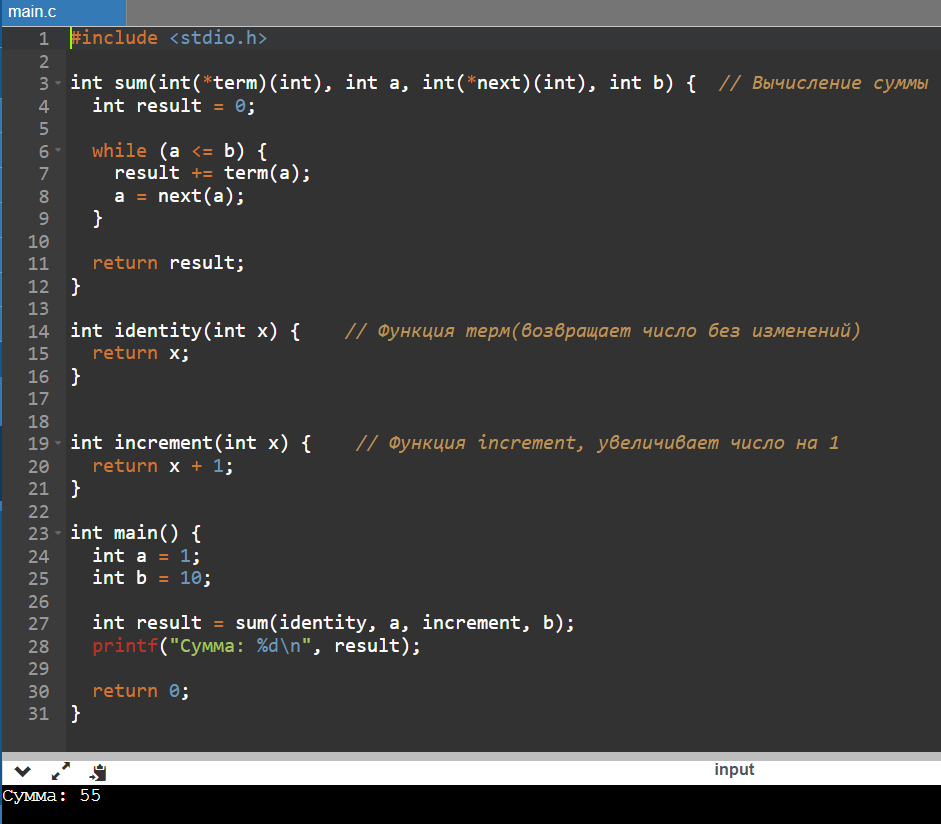 main.c
1 #include <stdio.h>
2
3 int sum(int(*term)(int), int a, int(*next)(int), int b) {  // Вычисление суммы
4   int result = 0;
5
6   while (a <= b) {
7     result += term(a);
8     a = next(a);
9   }
10
11   return result;
12 }
13
14 int identity(int x) {    // Функция терм(возвращает число без изменений)
15   return x;
16 }
17
18
19 int increment(int x) {    // Функция increment, увеличивает число на 1
20   return x + 1;
21 }
22
23 int main() {
24   int a = 1;
25   int b = 10;
26
27   int result = sum(identity, a, increment, b);
28   printf("Сумма: %d\n", result);
29
30   return 0;
31 }
input
Сумма: 55